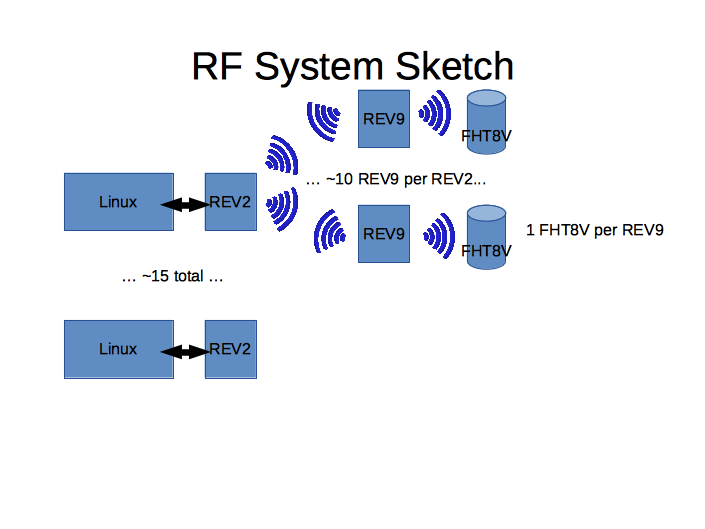 RF System Sketch
REV9
FHT8V
... ~10 REV9 per REV2...
Linux
REV2
REV9
FHT8V
1 FHT8V per REV9
... ~15 total ...
Linux
REV2